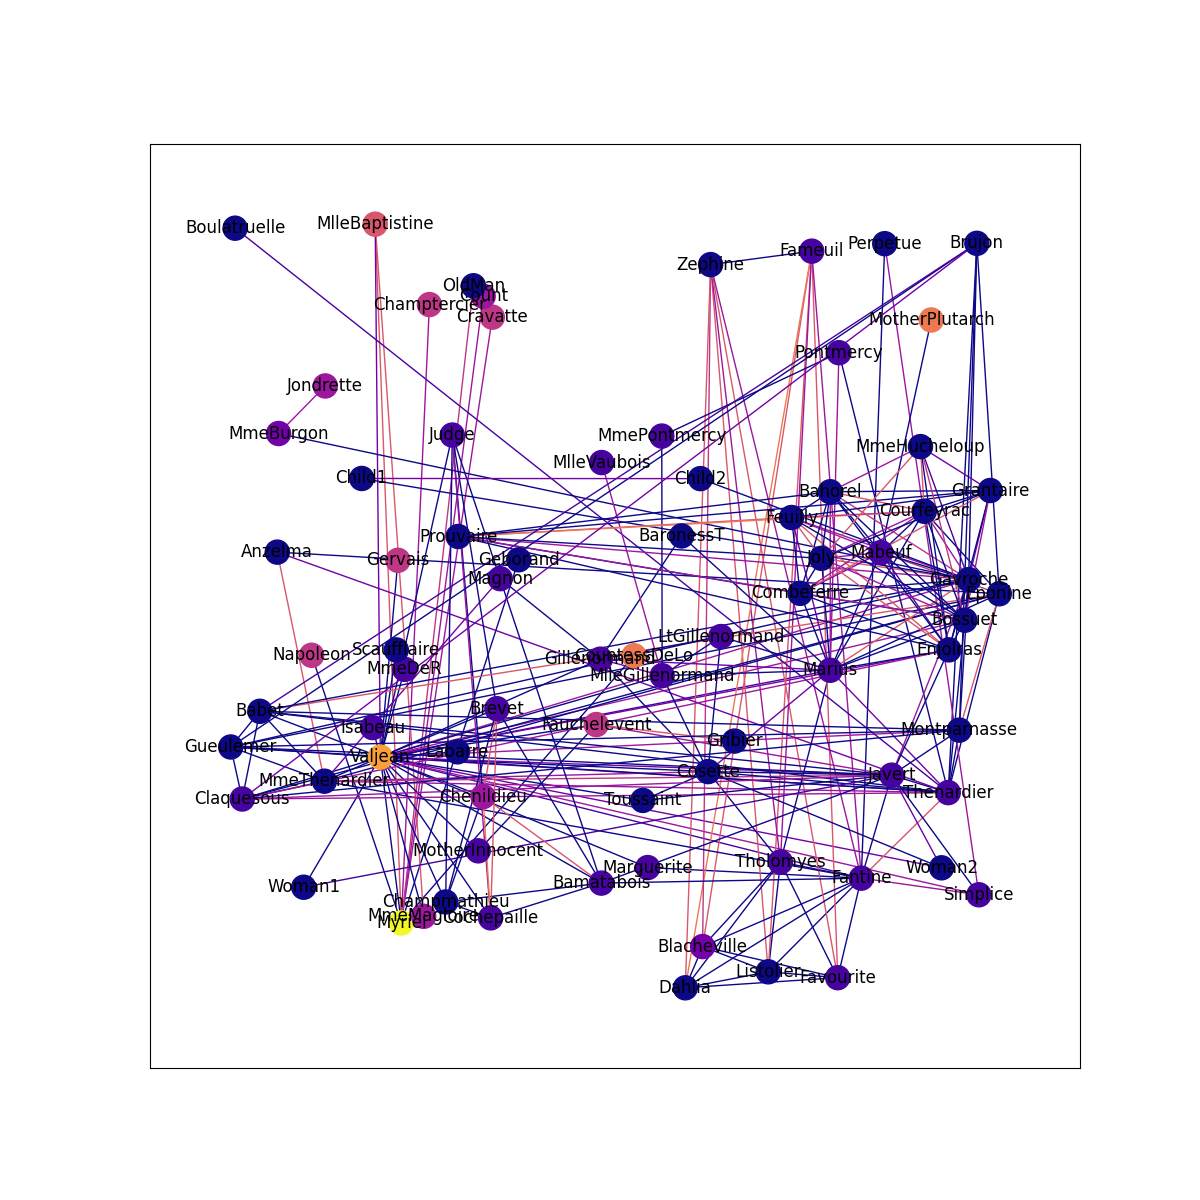 Boulatruelle
MlleBaptistine
Perpetue
Brujon
Fameuil
Zephine
OldMan
Count
Champtercier
Cravatte
MotherPlutarch
Pontmercy
Jondrette
MmeBurgon
Judge
MmePontmercy
MmeHucheloup
MlleVaubois
Child1
Child2
Bahorel
Grantaire
Courfeyrac
Feuilly
Prouvaire
BaronessT
Anzelma
Gervais
Geborand
Joly
Mabeuf
Magnon
Gavroche
Combeferre
Eponine
Bossuet
LtGillenormand
Scaufflaire
Enjolras
Napoleon
Gillenormand
CountessDeLo
MmeDeR
MlleGillenormand
Marius
Babet
Brevet
Isabeau
Fauchelevent
Montparnasse
Gueulemer
Labarre
Gribier
Valjean
Cosette
Javert
MmeThenardier
Claquesous
Chenildieu
Toussaint
Thenardier
MotherInnocent
Tholomyes
Marguerite
Woman2
Woman1
Bamatabois
Fantine
Simplice
Champmathieu
MmeMagloire
Myriel
Cochepaille
Blacheville
Listolier
Favourite
Dahlia